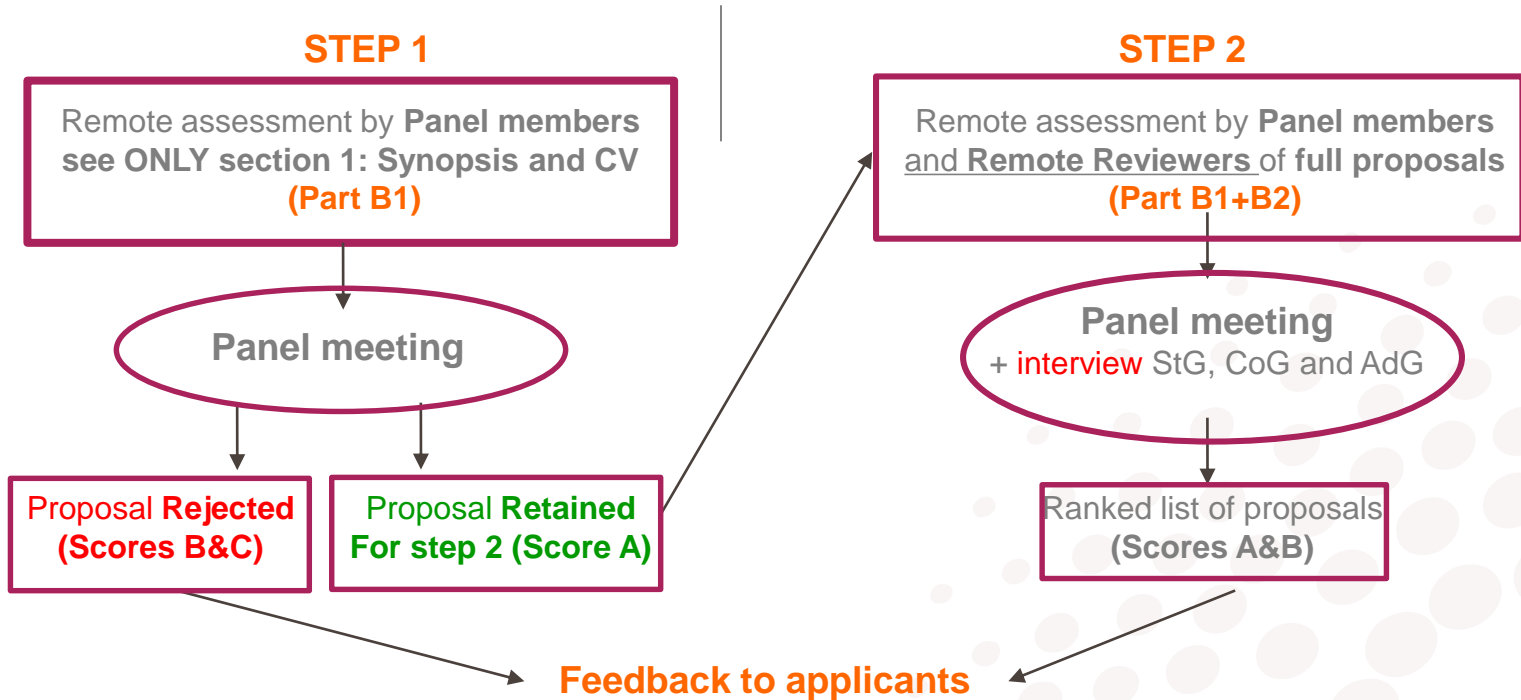 STEP 1
Remote assessment by Panel members
see ONLY section 1: Synopsis and CV
(Part B1)
Panel meeting
Proposal Rejected
(Scores B&C)
Proposal Retained
For step 2 (Score A)
STEP 2
Remote assessment by Panel members
and Remote Reviewers of full proposals
(Part B1+B2)
Panel meeting
+ interview StG, CoG and AdG
Ranked list of proposals
(Scores A&B)
Feedback to applicants